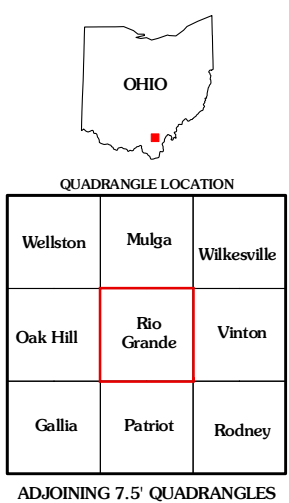 OHIO
QUADRANGLE LOCATION
Wellston
Mulga
Wilkesville
Oak Hill
Rio
Grande
Vinton
Gallia
Patriot
Rodney
ADJOINING 7.5' QUADRANGLES